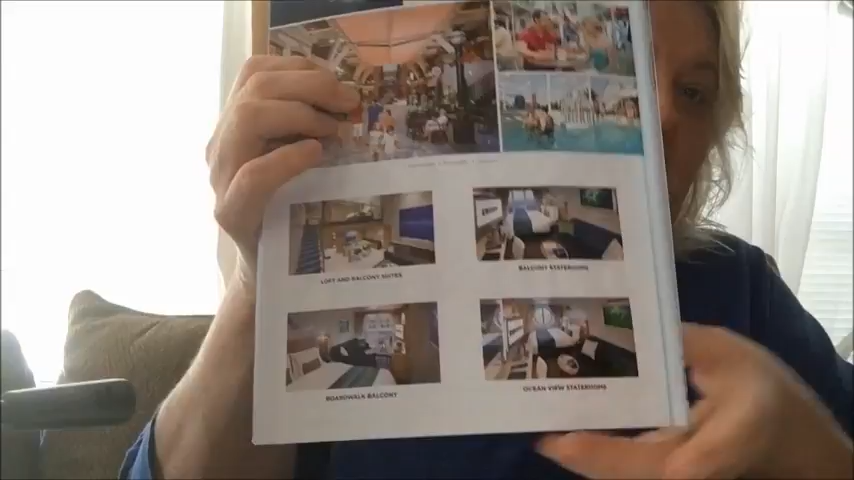 LOFT AND BALCONY SUITES
BALCONY STATEROOMS
BOARDWALK BALCONY
OCEAN VIEW STATEROOMS